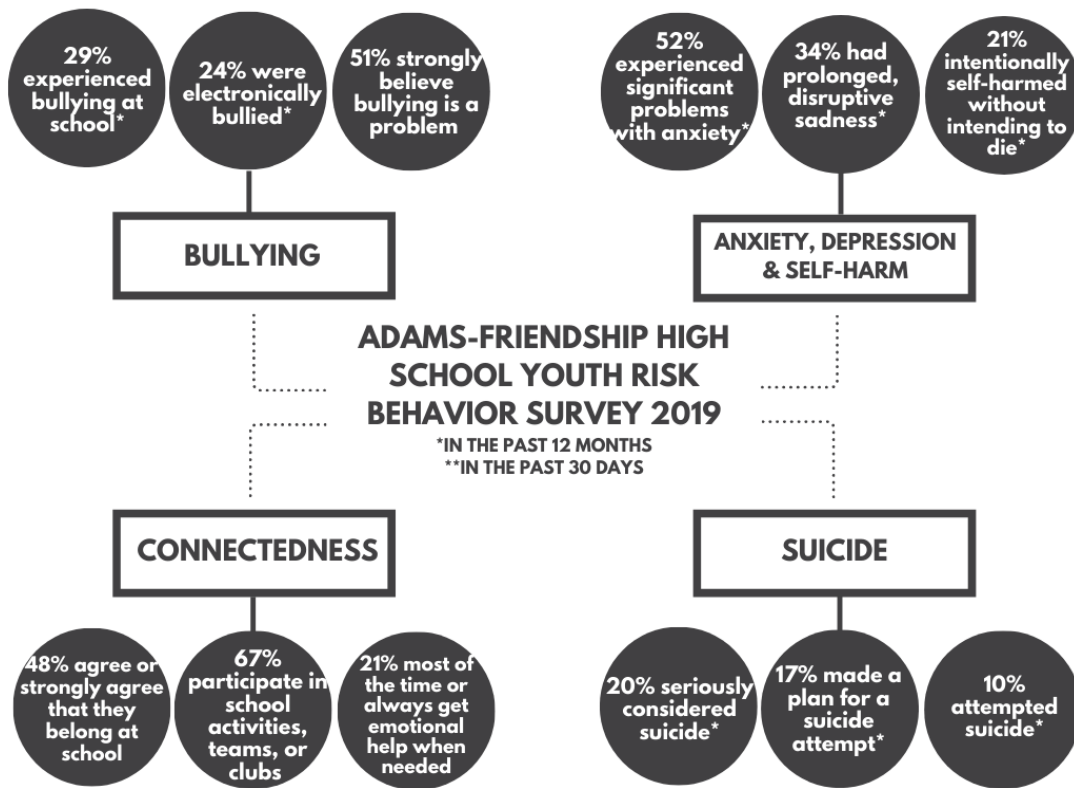 29%
experienced
bullying at
school*
24% were
electronically
bullied*
51% strongly
believe
bullying is a
problem
BULLYING
52%
experienced
significant
problems
with anxiety*
34% had
prolonged,
disruptive
sadness*
21%
intentionally
self-harmed
without
intending to
die*
ANXIETY, DEPRESSION
& SELF-HARM
ADAMS-FRIENDSHIP HIGH
SCHOOL YOUTH RISK
BEHAVIOR SURVEY 2019
*IN THE PAST 12 MONTHS
**IN THE PAST 30 DAYS
CONNECTEDNESS
48% agree or
strongly agree
that they
belong at
school
67%
participate in
school
activities,
teams, or
clubs
21% most of
the time or
always get
emotional
help when
needed
SUICIDE
20% seriously
considered
suicide*
17% made a
plan for a
suicide
attempt*
10%
attempted
suicide*